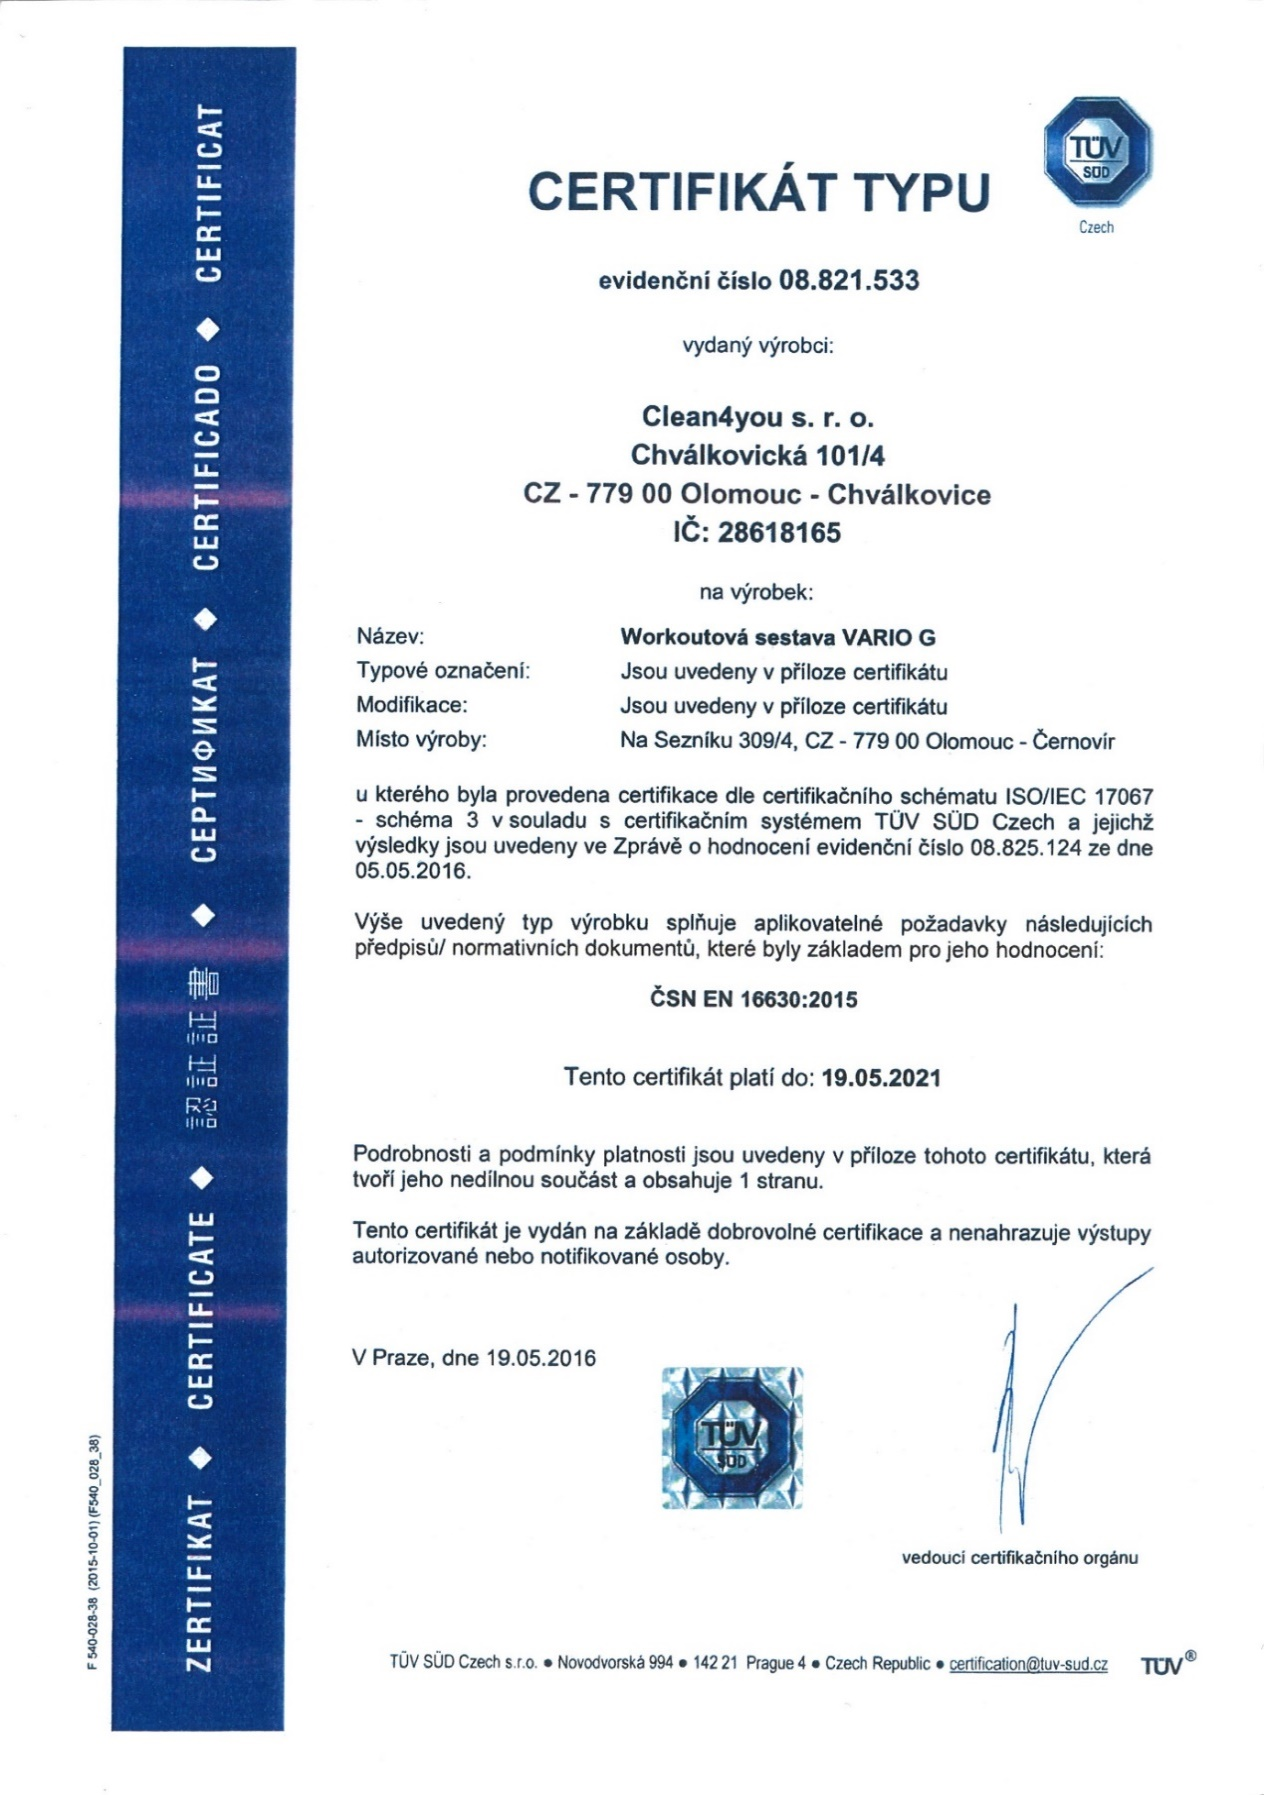 CERTIFIKÁT TYPU
TÜV
SÜD
Czech
evidenční číslo 08.821.533
vydaný výrobci:
Clean4you s. r. o.
Chválkovická 101/4
CZ - 779 00 Olomouc - Chválkovice
IČ: 28618165
na výrobek:
Název: Workoutová sestava VARIO G
Typové označení: Jsou uvedeny v příloze certifikátu
Modifikace: Jsou uvedeny v příloze certifikátu
Místo výroby: Na Sezníku 309/4, CZ - 779 00 Olomouc - Černovír
u kterého byla provedena certifikace dle certifikačního schématu ISO/IEC 17067
- schéma 3 v souladu s certifikačním systémem TÜV SÜD Czech a jejichž
výsledky jsou uvedeny ve Zprávě o hodnocení evidenční číslo 08.825.124 ze dne
05.05.2016.
Výše uvedený typ výrobku splňuje aplikovatelné požadavky následujících
předpisů/ normativních dokumentů, které byly základem pro jeho hodnocení:
ČSN EN 16630:2015
Tento certifikát platí do: 19.05.2021
Podrobnosti a podmínky platnosti jsou uvedeny v příloze tohoto certifikátu, která
tvoří jeho nedílnou součást a obsahuje 1 stranu.
Tento certifikát je vydán na základě dobrovolné certifikace a nenahrazuje výstupy
autorizované nebo notifikované osoby.
V Praze, dne 19.05.2016
TÜV
SÜD
vedoucí certifikačního orgánu
TÜV SÜD Czech s.r.o. ● Novodvorská 994 ● 142 21 Prague 4 ● Czech Republic ● certification@tuv-sud.cz TÜV®
ZERTIFIKAT ◆ CERTIFICATE ◆ 認証証書 ◆ СЕРТИФИКАТ ◆ CERTIFICADO ◆ CERTIFICAT
F 540-028-38 (2015-10-01) (F540_028_38)